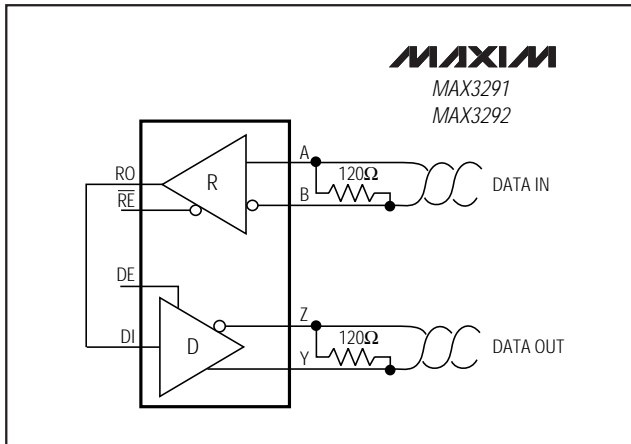 MAXIM
MAX3291
MAX3292
A
120Ω
RO
R
DATA IN
RE
B
DE
Z
120Ω
DI
D
DATA OUT
Y